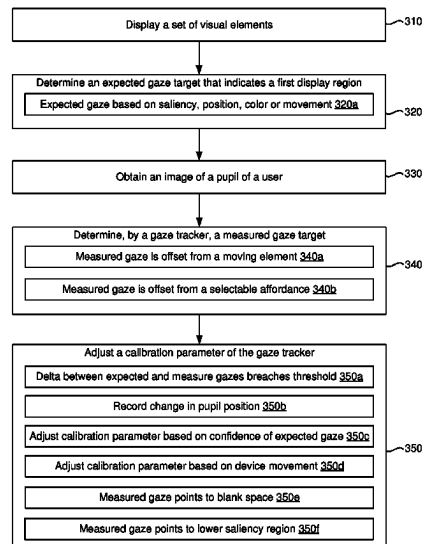 Display a set of visual elements
310
Determine an expected gaze target that indicates a first display region
Expected gaze based on saliency, position, color or movement 320a
320
Obtain an image of a pupil of a user
330
Determine, by a gaze tracker, a measured gaze target
Measured gaze is offset from a moving element 340a
Measured gaze is offset from a selectable affordance 340b
340
Adjust a calibration parameter of the gaze tracker
Delta between expected and measure gazes breaches threshold 350a
Record change in pupil position 350b
Adjust calibration parameter based on confidence of expected gaze 350c
Adjust calibration parameter based on device movement 350d
Measured gaze points to blank space 350e
Measured gaze points to lower saliency region 350f
350